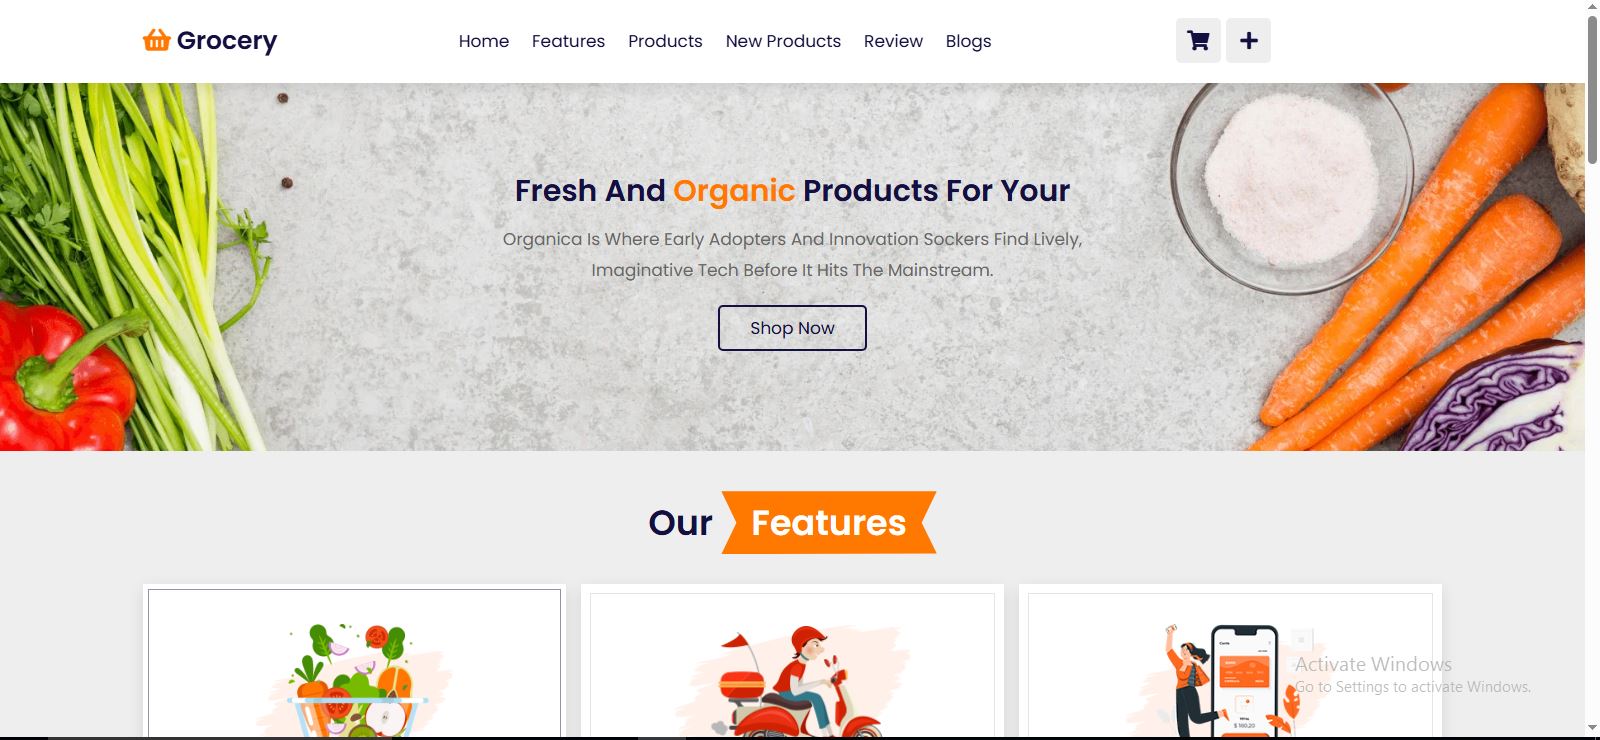 Grocery
Home Features Products New Products Review Blogs
Fresh And Organic Products For Your
Organica Is Where Early Adopters And Innovation Sockers Find Lively,
Imaginative Tech Before It Hits The Mainstream.
Shop Now
Our Features
$ 160,20
Activate Windows
Go to Settings to activate Windows.